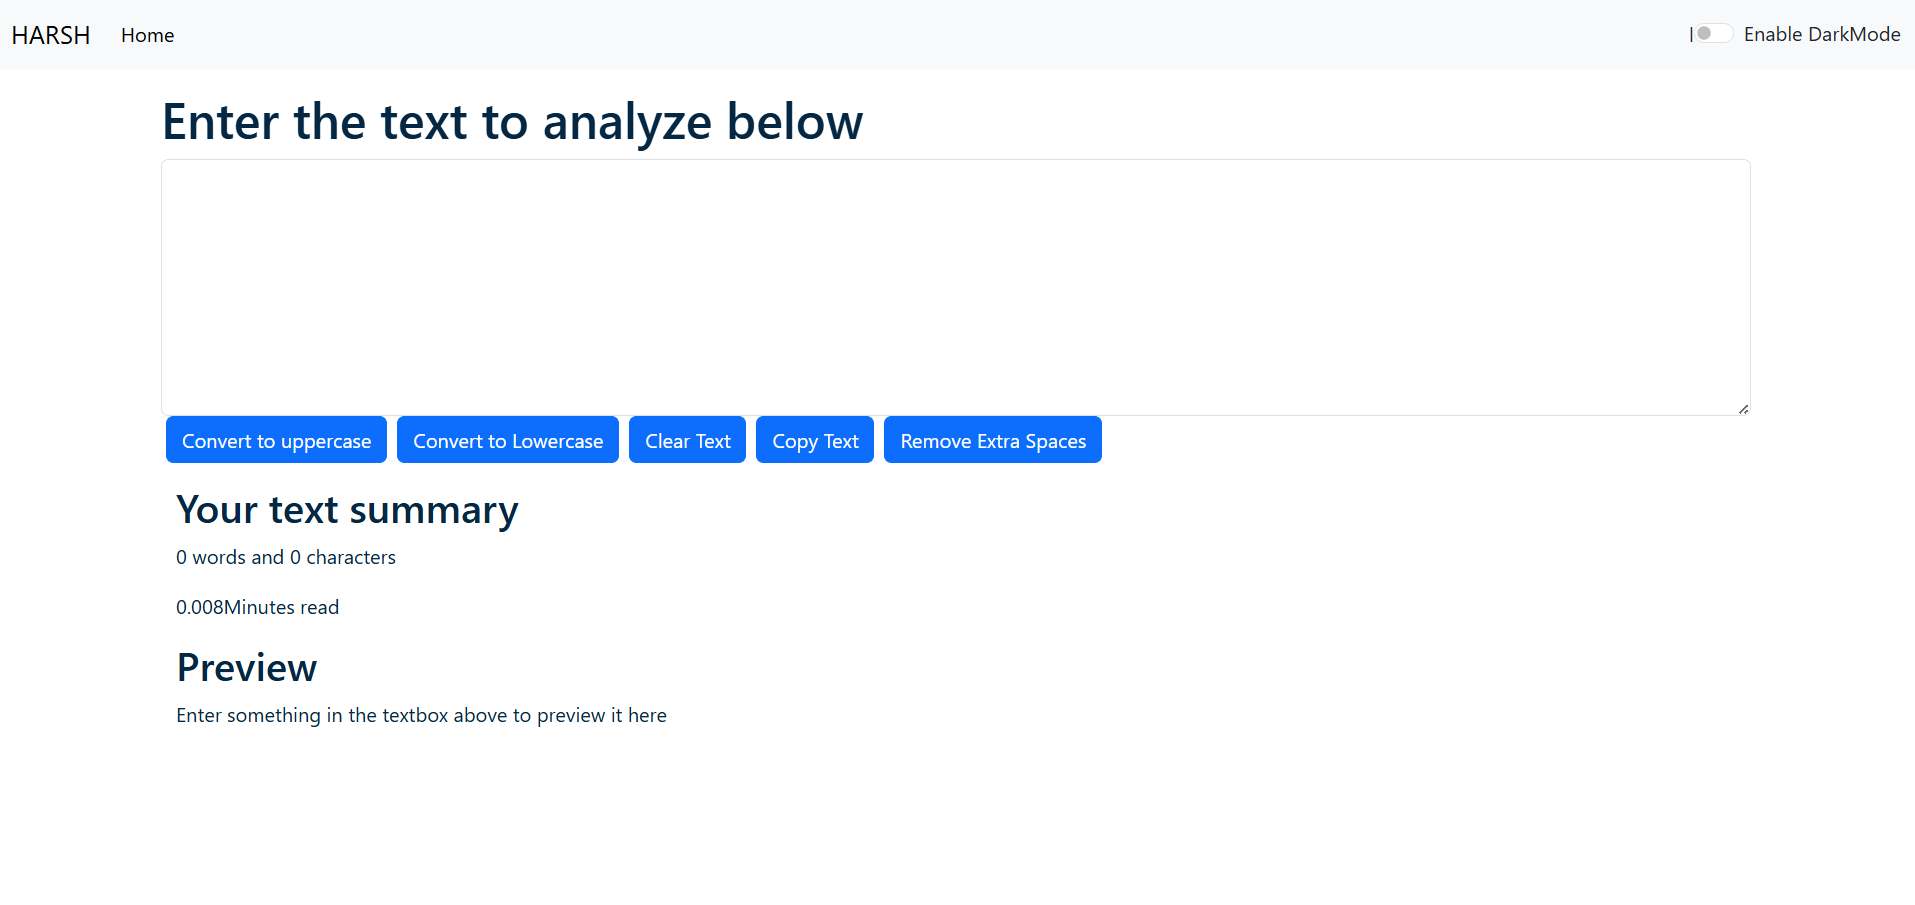 HARSH Home | Enable DarkMode
Enter the text to analyze below
Convert to uppercase Convert to Lowercase Clear Text Copy Text Remove Extra Spaces
Your text summary
0 words and 0 characters
0.008Minutes read
Preview
Enter something in the textbox above to preview it here